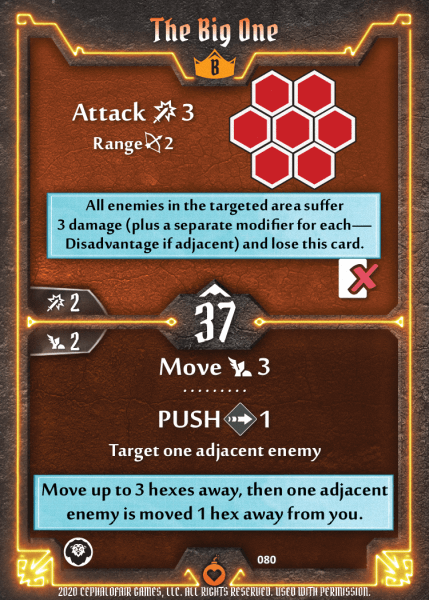 The Big One
B
Attack 3
Range 2
All enemies in the targeted area suffer
3 damage (plus a separate modifier for each—
Disadvantage if adjacent) and lose this card.
2
37
2
Move 3
PUSH 1
Target one adjacent enemy
Move up to 3 hexes away, then one adjacent
enemy is moved 1 hex away from you.
080
2020 CEPHALOFAIR GAMES, LLC. ALL RIGHTS RESERVED. USED WITH PERMISSION.